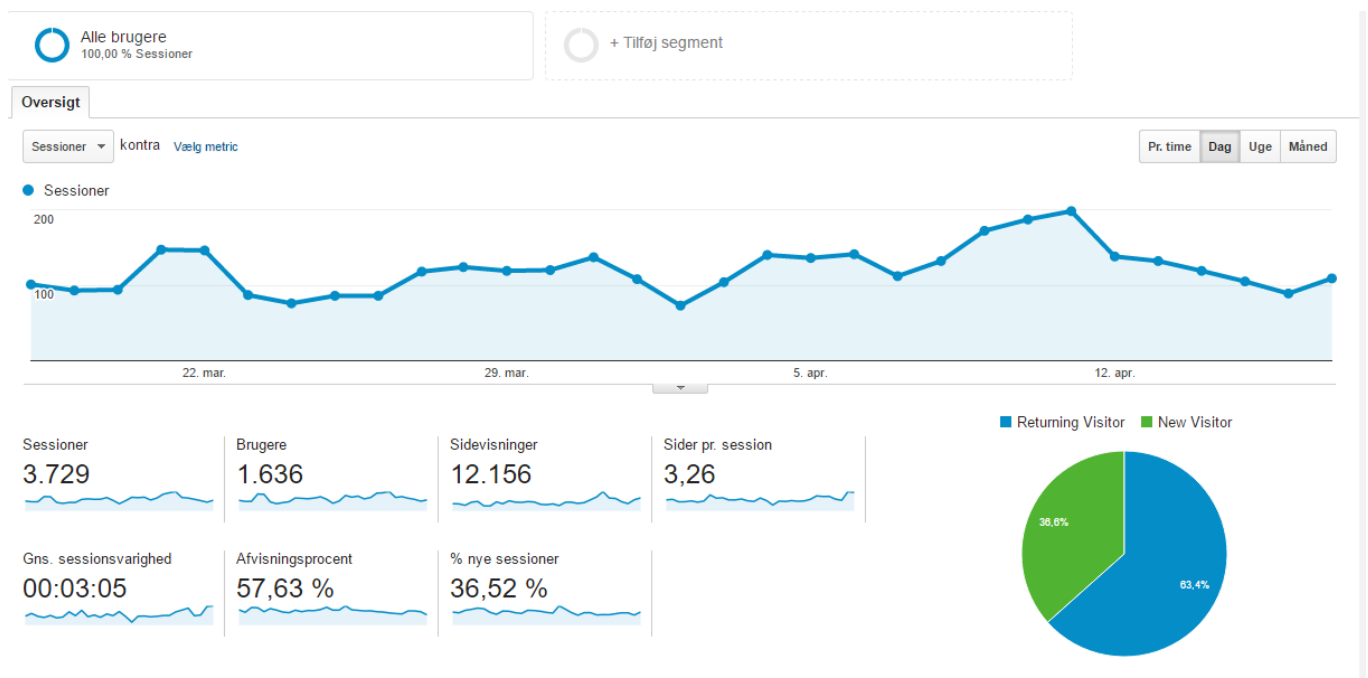 Alle brugere
100,00 % Sessioner
+ Tilføj segment
Oversigt
Sessioner kontra Vælg metric
Pr. time Dag Uge Måned
Sessioner
200
100
22. mar. 29. mar. 5. apr. 12. apr.
Returning Visitor New Visitor
Sessioner
3.729
Brugere
1.636
Sidevisninger
12.156
Sider pr. session
3,26
Gns. sessionsvarighed
00:03:05
Afvisningsprocent
57,63 %
% nye sessioner
36,52 %
36,6%
63,4%